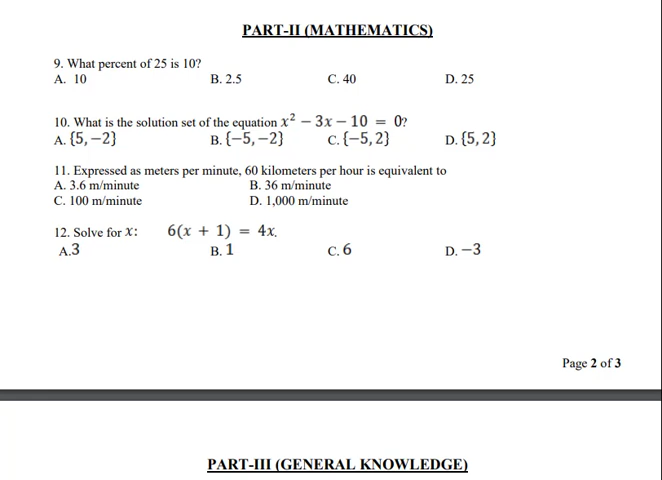 PART-II (MATHEMATICS)
9. What percent of 25 is 10?
A. 10 B. 2.5 C. 40 D. 25
10. What is the solution set of the equation x² − 3x − 10 = 0?
A. {5, −2} B. {−5, −2} C. {−5, 2} D. {5, 2}
11. Expressed as meters per minute, 60 kilometers per hour is equivalent to
A. 3.6 m/minute B. 36 m/minute
C. 100 m/minute D. 1,000 m/minute
12. Solve for x: 6(x + 1) = 4x.
A. 3 B. 1 C. 6 D. −3
Page 2 of 3
PART-III (GENERAL KNOWLEDGE)